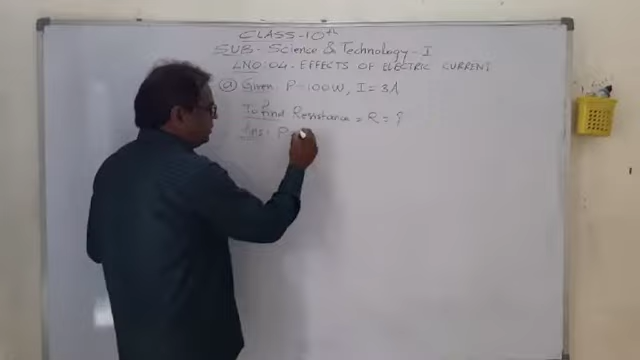 CLASS-10th
SUB- Science & Technology - I
LNO:04- EFFECTS OF ELECTRIC CURRENT
(a) Given P=100W, I=3A
To Find Resistance = R = ?
Ans: P=